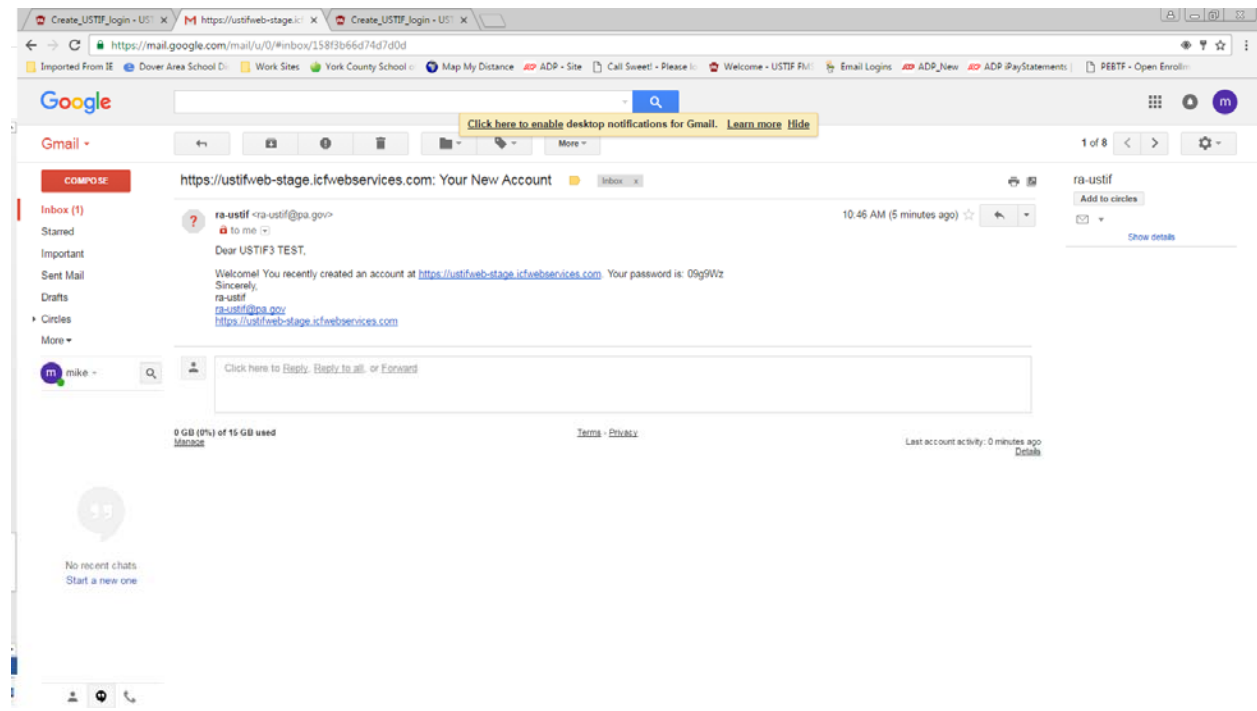 Create_USTIF_login - US
https://ustifweb-stage.ic
Create_USTIF_login - US
https://mail.google.com/mail/u/0/#inbox/158f3b66d74d7d0d
Imported From IE
Dover Area School Di
Work Sites
York County School o
Map My Distance
ADP - Site
Call Sweet! - Please lo
Welcome - USTIF FMS
Email Logins
ADP_New
ADP iPayStatements
PEBTF - Open Enrollm
Google
m
Click here to enable desktop notifications for Gmail. Learn more Hide
Gmail
More
1 of 8
COMPOSE
https://ustifweb-stage.icfwebservices.com: Your New Account
Inbox x
ra-ustif
Add to circles
Show details
Inbox (1)
Starred
Important
Sent Mail
Drafts
Circles
More
ra-ustif <ra-ustif@pa.gov>
10:46 AM (5 minutes ago)
to me
Dear USTIF3 TEST,
Welcome! You recently created an account at https://ustifweb-stage.icfwebservices.com. Your password is: 09g9Wz
Sincerely,
ra-ustif
ra-ustif@pa.gov
https://ustifweb-stage.icfwebservices.com
m mike
Click here to Reply, Reply to all, or Forward
0 GB (0%) of 15 GB used
Manage
Terms - Privacy
Last account activity: 0 minutes ago
Details
No recent chats
Start a new one